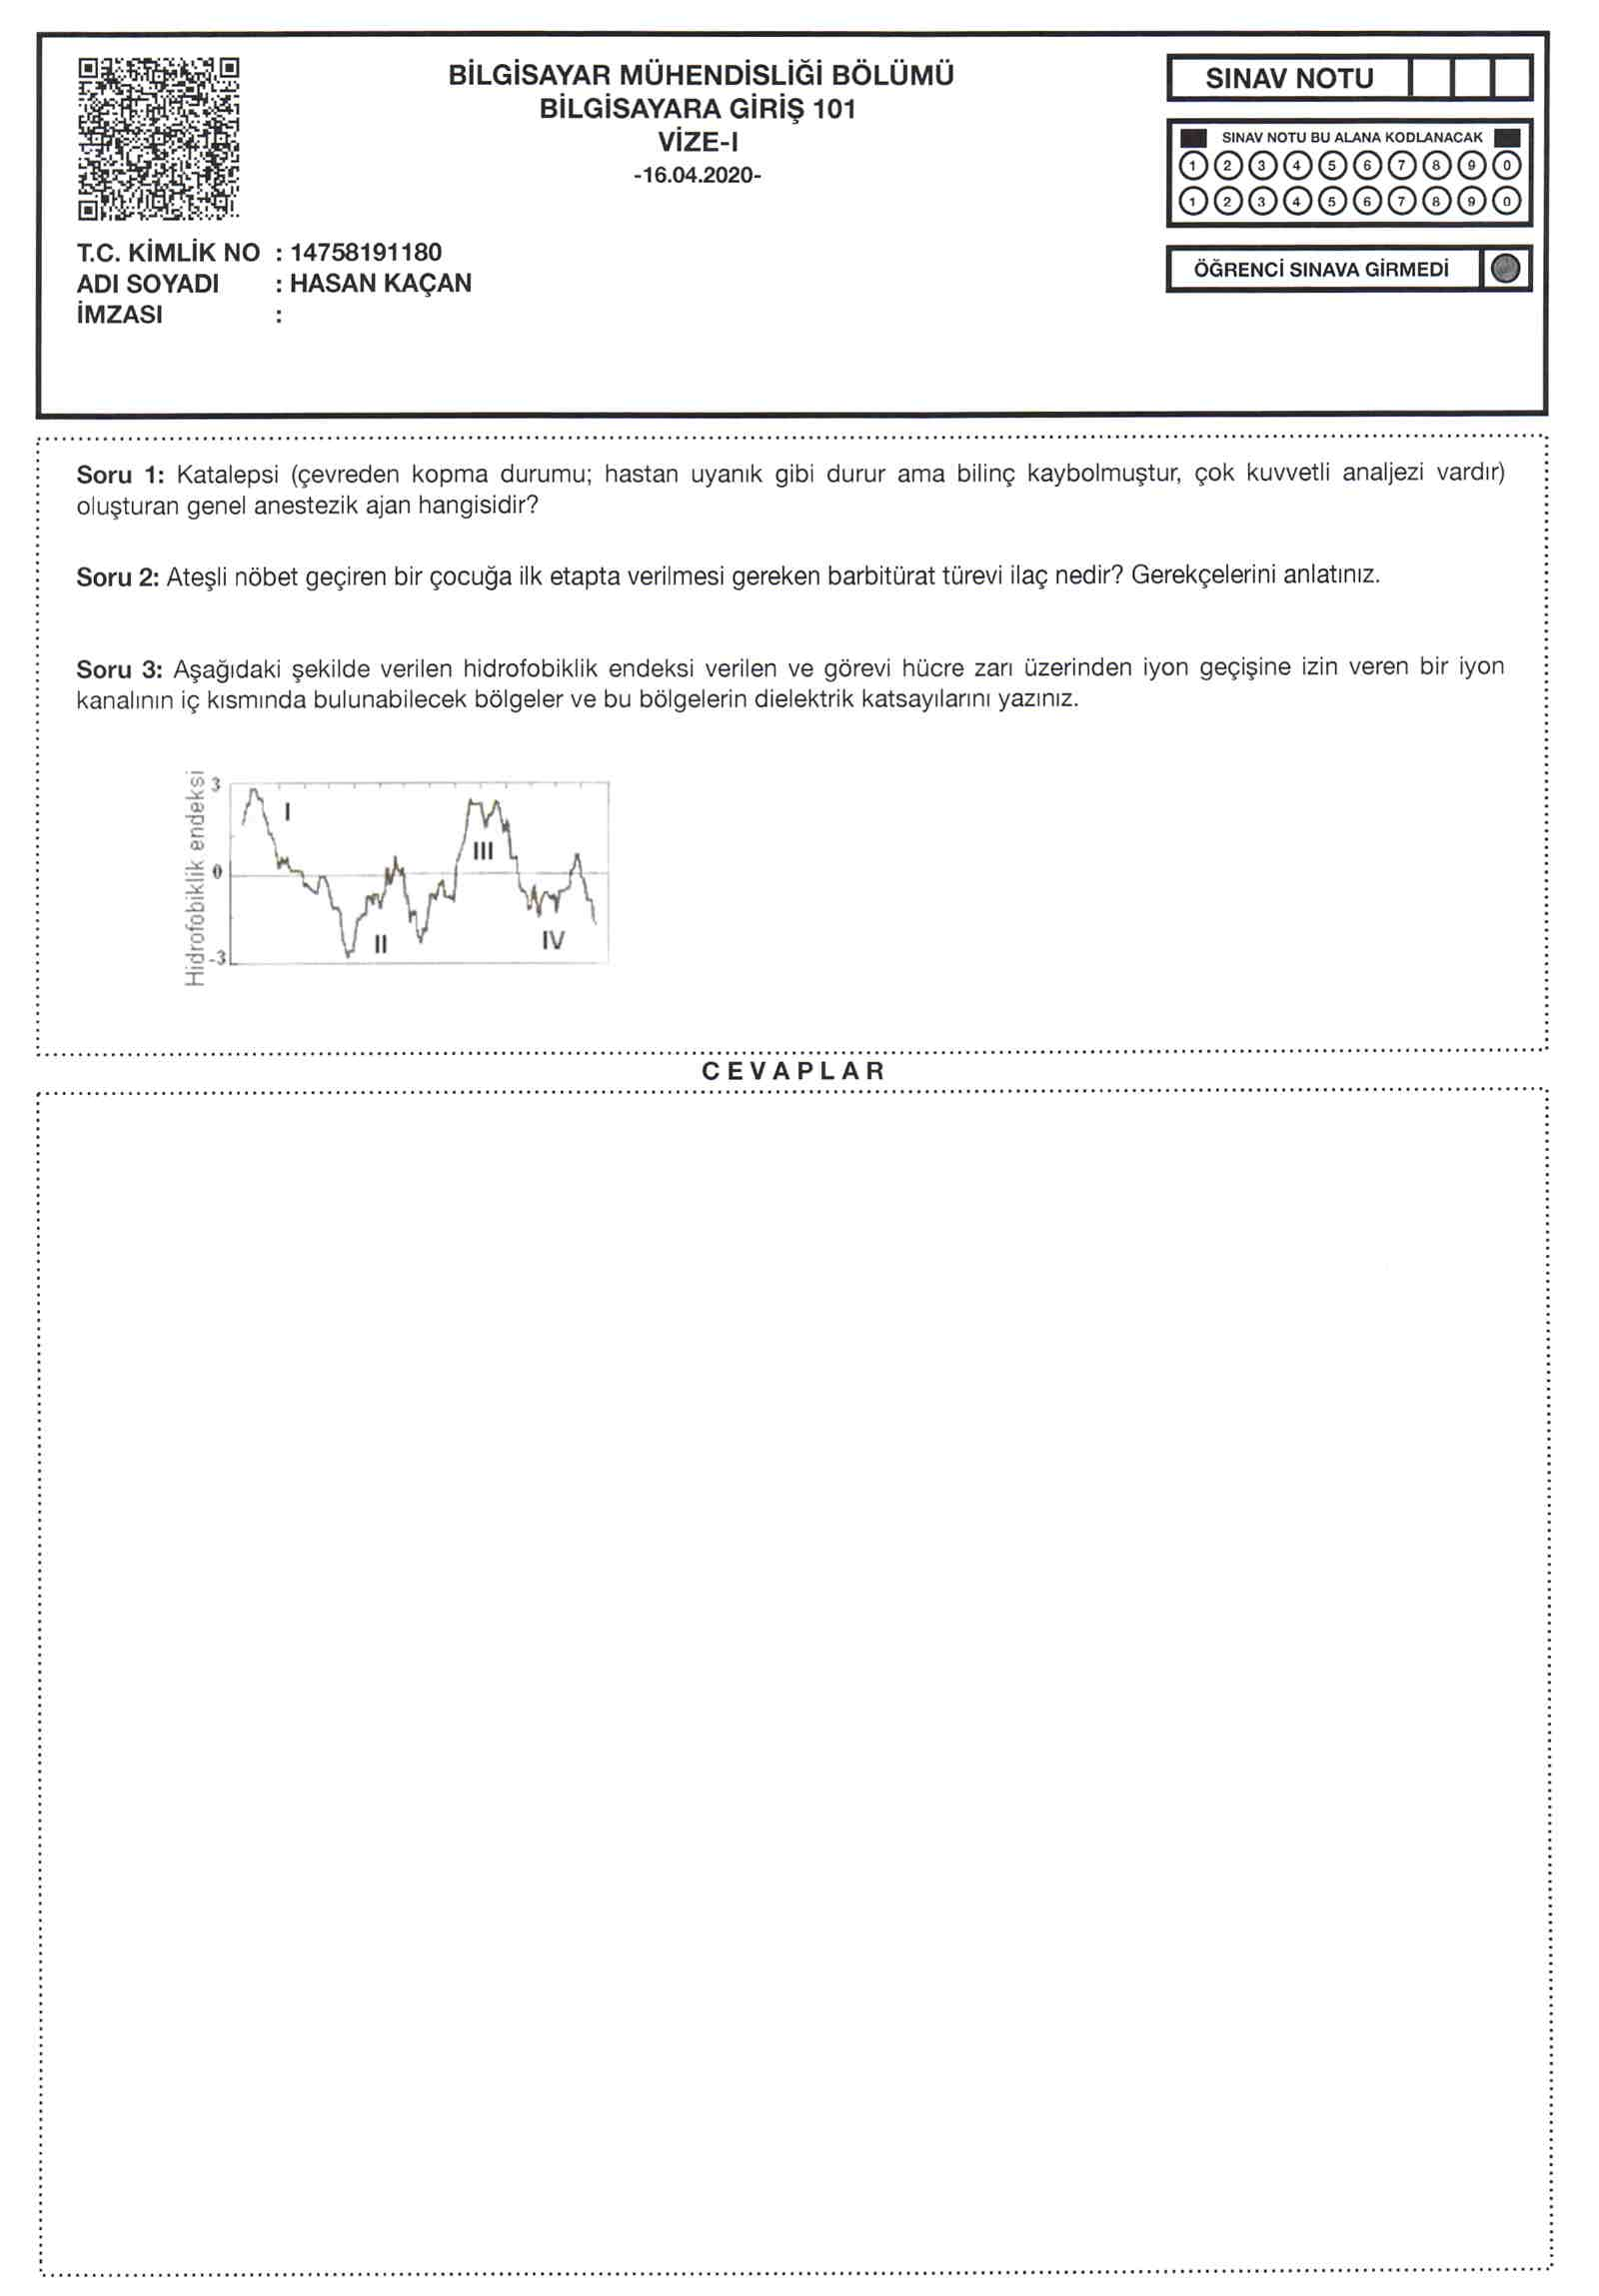 BİLGİSAYAR MÜHENDİSLİĞİ BÖLÜMÜ
BİLGİSAYARA GİRİŞ 101
VİZE-I
-16.04.2020-
SINAV NOTU
SINAV NOTU BU ALANA KODLANACAK
1 2 3 4 5 6 7 8 9 0
1 2 3 4 5 6 7 8 9 0
ÖĞRENCİ SINAVA GİRMEDİ
T.C. KİMLİK NO : 14758191180
ADI SOYADI : HASAN KAÇAN
İMZASI :
Soru 1: Katalepsi (çevreden kopma durumu; hastan uyanık gibi durur ama bilinç kaybolmuştur, çok kuvvetli analjezi vardır)
oluşturan genel anestezik ajan hangisidir?
Soru 2: Ateşli nöbet geçiren bir çocuğa ilk etapta verilmesi gereken barbitürat türevi ilaç nedir? Gerekçelerini anlatınız.
Soru 3: Aşağıdaki şekilde verilen hidrofobiklik endeksi verilen ve görevi hücre zarı üzerinden iyon geçişine izin veren bir iyon
kanalının iç kısmında bulunabilecek bölgeler ve bu bölgelerin dielektrik katsayılarını yazınız.
Hidrofobiklik endeksi
3
0
-3
I
II
III
IV
CEVAPLAR